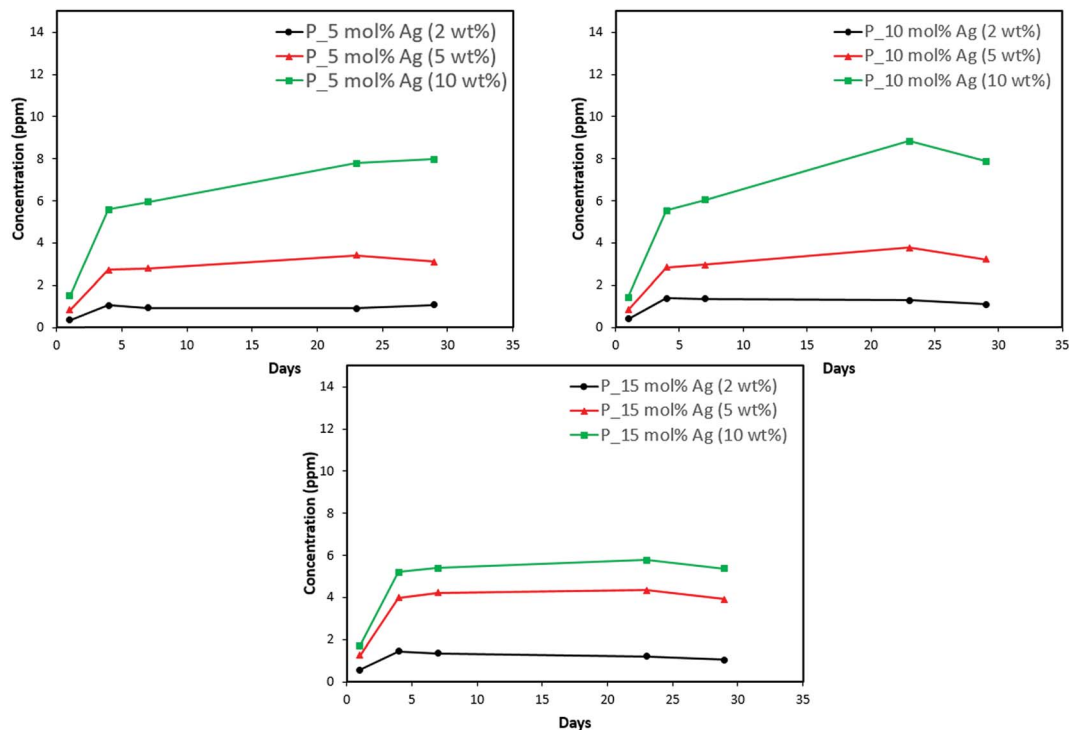 P_5 mol% Ag (2 wt%)
P_5 mol% Ag (5 wt%)
P_5 mol% Ag (10 wt%)
Concentration (ppm)
14
12
10
8
6
4
2
0
0 5 10 15 20 25 30 35
Days
P_10 mol% Ag (2 wt%)
P_10 mol% Ag (5 wt%)
P_10 mol% Ag (10 wt%)
Concentration (ppm)
14
12
10
8
6
4
2
0
0 5 10 15 20 25 30 35
Days
P_15 mol% Ag (2 wt%)
P_15 mol% Ag (5 wt%)
P_15 mol% Ag (10 wt%)
Concentration (ppm)
14
12
10
8
6
4
2
0
0 5 10 15 20 25 30 35
Days